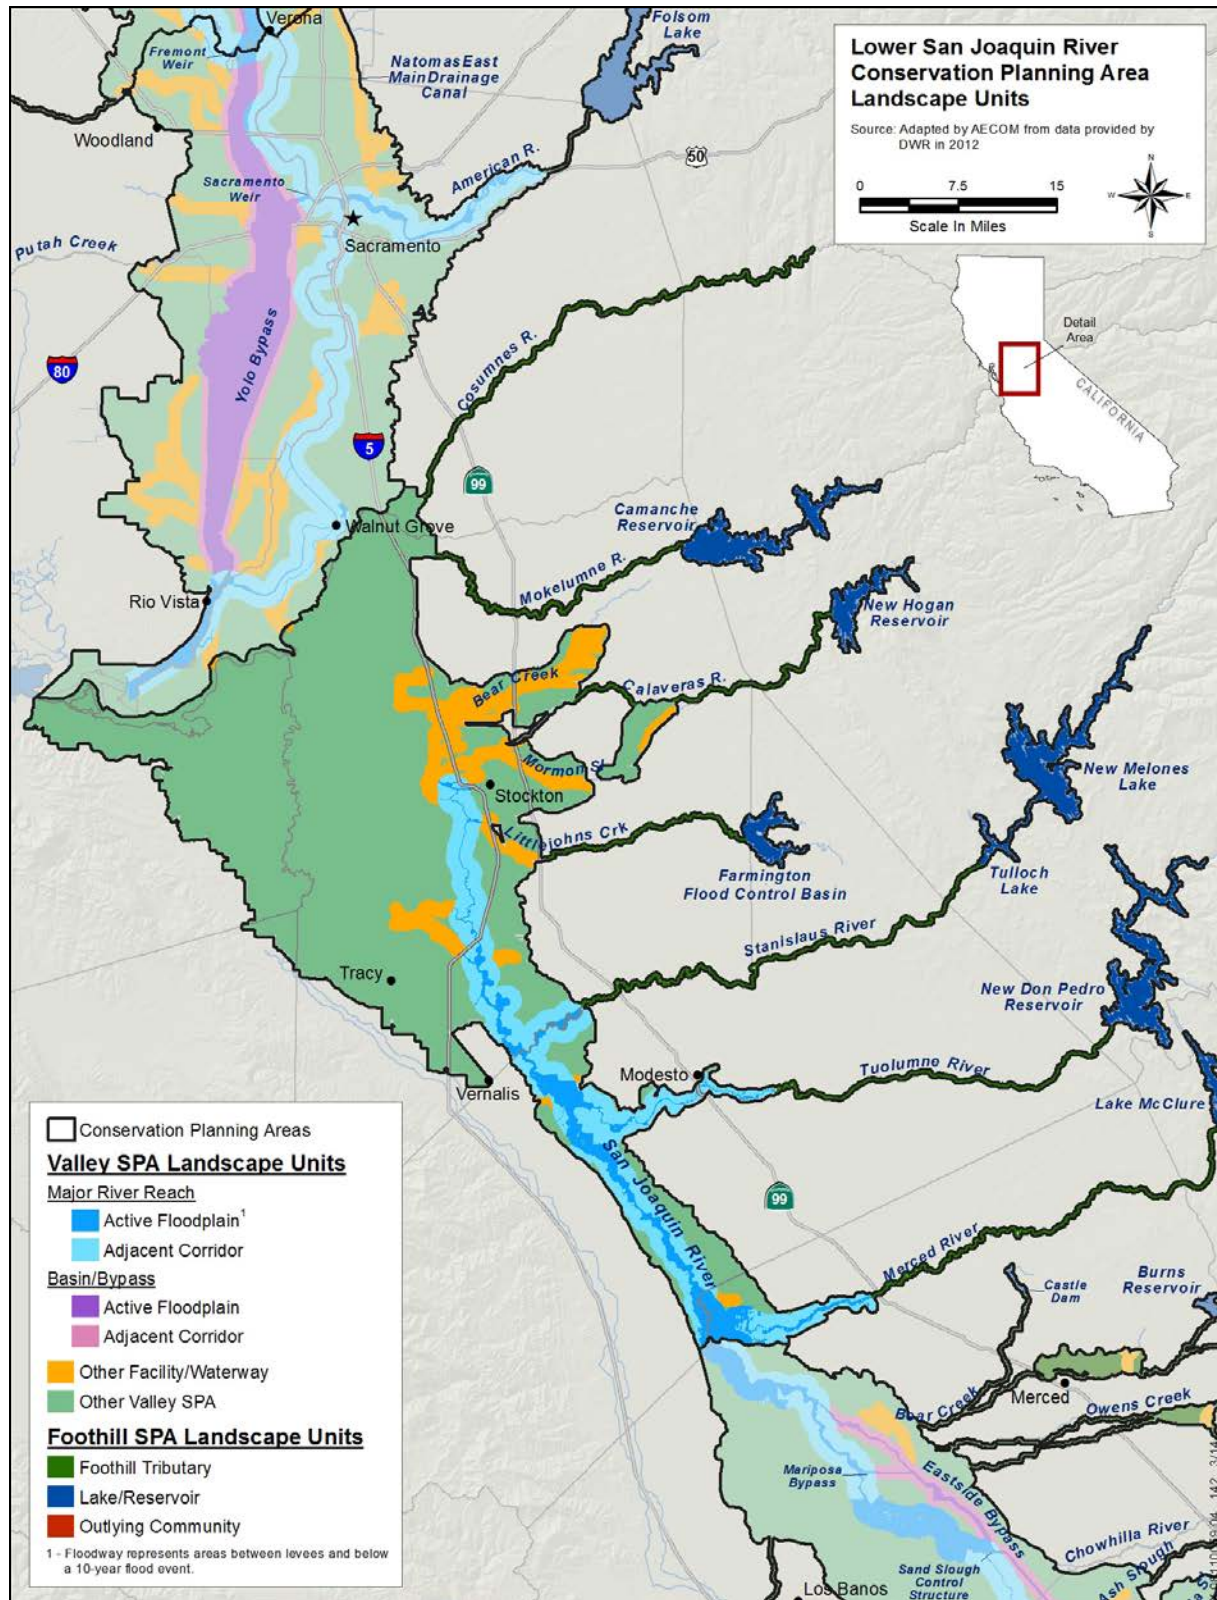 Verona
Folsom
Lake
Fremont
Weir
Natomas East
Main Drainage
Canal
Lower San Joaquin River
Conservation Planning Area
Landscape Units
Source: Adapted by AECOM from data provided by
DWR in 2012
0 7.5 15
Scale In Miles
N
W
E
S
Woodland
50
American R.
Sacramento
Weir
Sacramento
Putah Creek
Yolo Bypass
80
Cosumnes R.
5
99
Detail
Area
CALIFORNIA
Walnut Grove
Camanche
Reservoir
Mokelumne R.
Rio Vista
New Hogan
Reservoir
Bear Creek
Calaveras R.
Mormon Sl.
Stockton
New Melones
Lake
Littlejohns Crk
Farmington
Flood Control Basin
Tulloch
Lake
Stanislaus River
Tracy
New Don Pedro
Reservoir
Vernalis
Modesto
Tuolumne River
Lake McClure
San Joaquin River
99
Merced River
Castle
Dam
Burns
Reservoir
Bear Creek
Merced
Owens Creek
Mariposa
Bypass
Eastside Bypass
Chowhilla River
Sand Slough
Control
Structure
Ash Slough
Los Banos
Conservation Planning Areas
Valley SPA Landscape Units
Major River Reach
Active Floodplain1
Adjacent Corridor
Basin/Bypass
Active Floodplain
Adjacent Corridor
Other Facility/Waterway
Other Valley SPA
Foothill SPA Landscape Units
Foothill Tributary
Lake/Reservoir
Outlying Community
1 - Floodway represents areas between levees and below
a 10-year flood event.